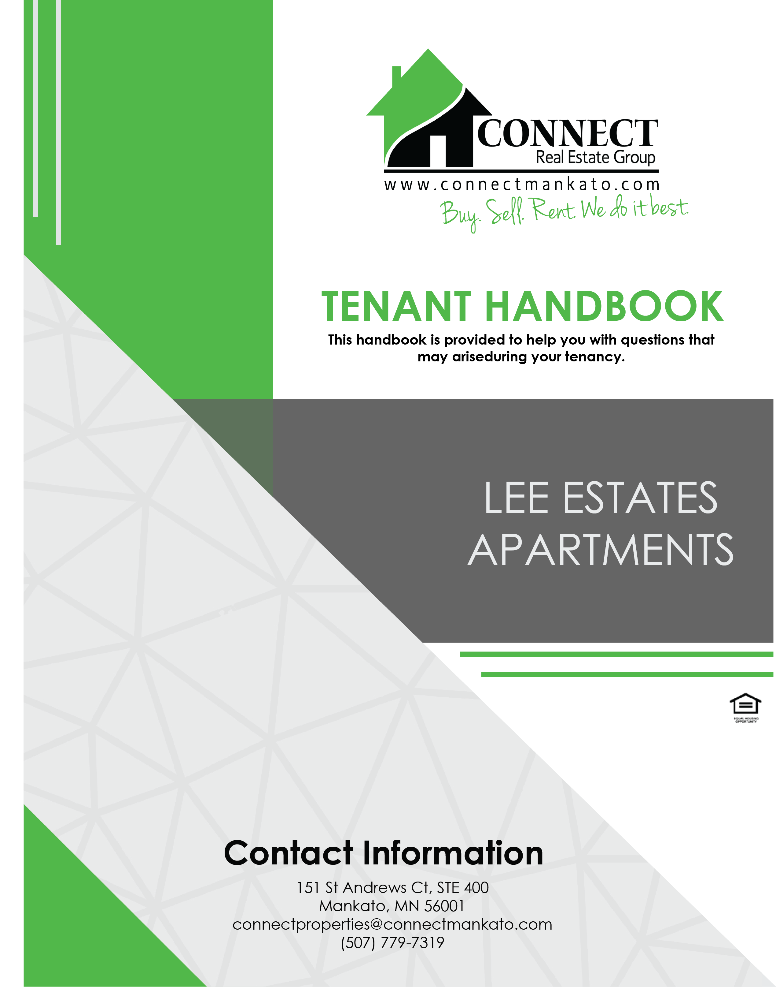 CONNECT
Real Estate Group
www.connectmankato.com
Buy. Sell. Rent. We do it best.
TENANT HANDBOOK
This handbook is provided to help you with questions that
may ariseduring your tenancy.
LEE ESTATES
APARTMENTS
EQUAL HOUSING
OPPORTUNITY
Contact Information
151 St Andrews Ct, STE 400
Mankato, MN 56001
connectproperties@connectmankato.com
(507) 779-7319